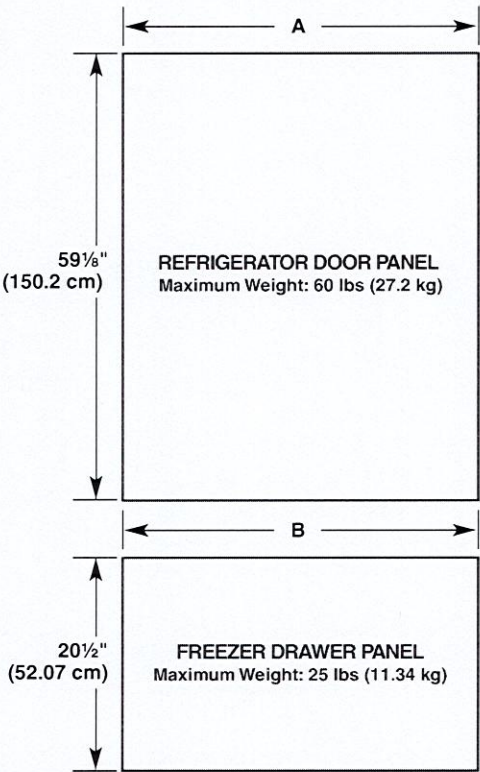 A
59⅛"
(150.2 cm)
REFRIGERATOR DOOR PANEL
Maximum Weight: 60 lbs (27.2 kg)
B
20½"
(52.07 cm)
FREEZER DRAWER PANEL
Maximum Weight: 25 lbs (11.34 kg)